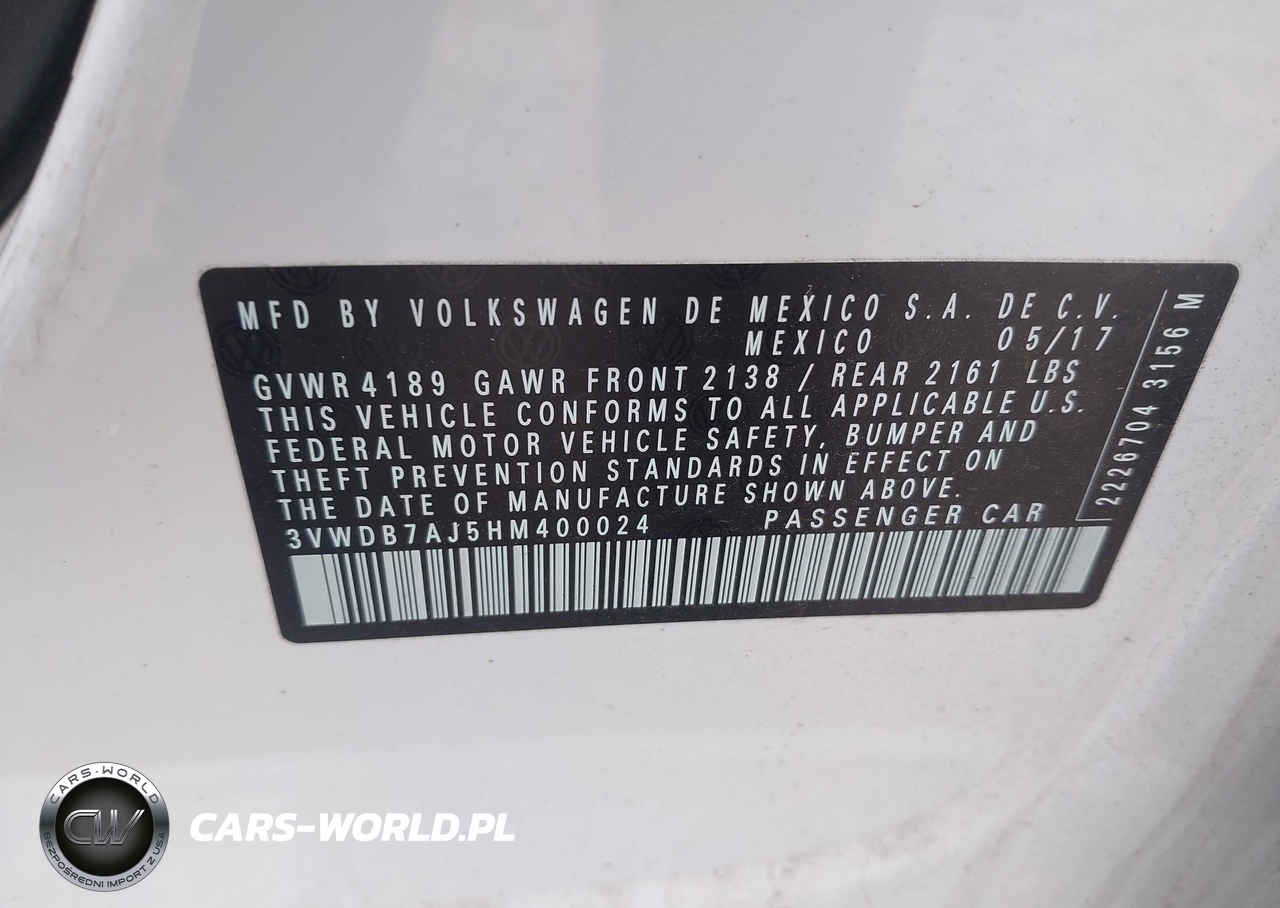 MFD BY VOLKSWAGEN DE MEXICO S.A. DE C.V.
MEXICO 05/17
GVWR 4189 GAWR FRONT 2138 / REAR 2161 LBS
THIS VEHICLE CONFORMS TO ALL APPLICABLE U.S.
FEDERAL MOTOR VEHICLE SAFETY, BUMPER AND
THEFT PREVENTION STANDARDS IN EFFECT ON
THE DATE OF MANUFACTURE SHOWN ABOVE.
3VWDB7AJ5HM400024 PASSENGER CAR
2226704 3156 M
CARS-WORLD
CW
BEZPOŚREDNI IMPORT Z USA
CARS-WORLD.PL